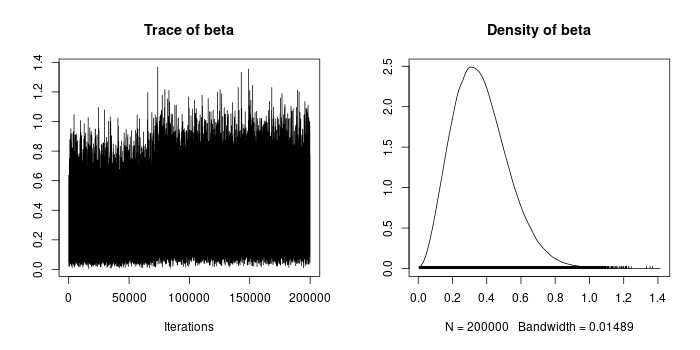 Trace of beta
0.0 0.2 0.4 0.6 0.8 1.0 1.2 1.4
0 50000 100000 150000 200000
Iterations
Density of beta
0.0 0.5 1.0 1.5 2.0 2.5
0.0 0.2 0.4 0.6 0.8 1.0 1.2 1.4
N = 200000 Bandwidth = 0.01489